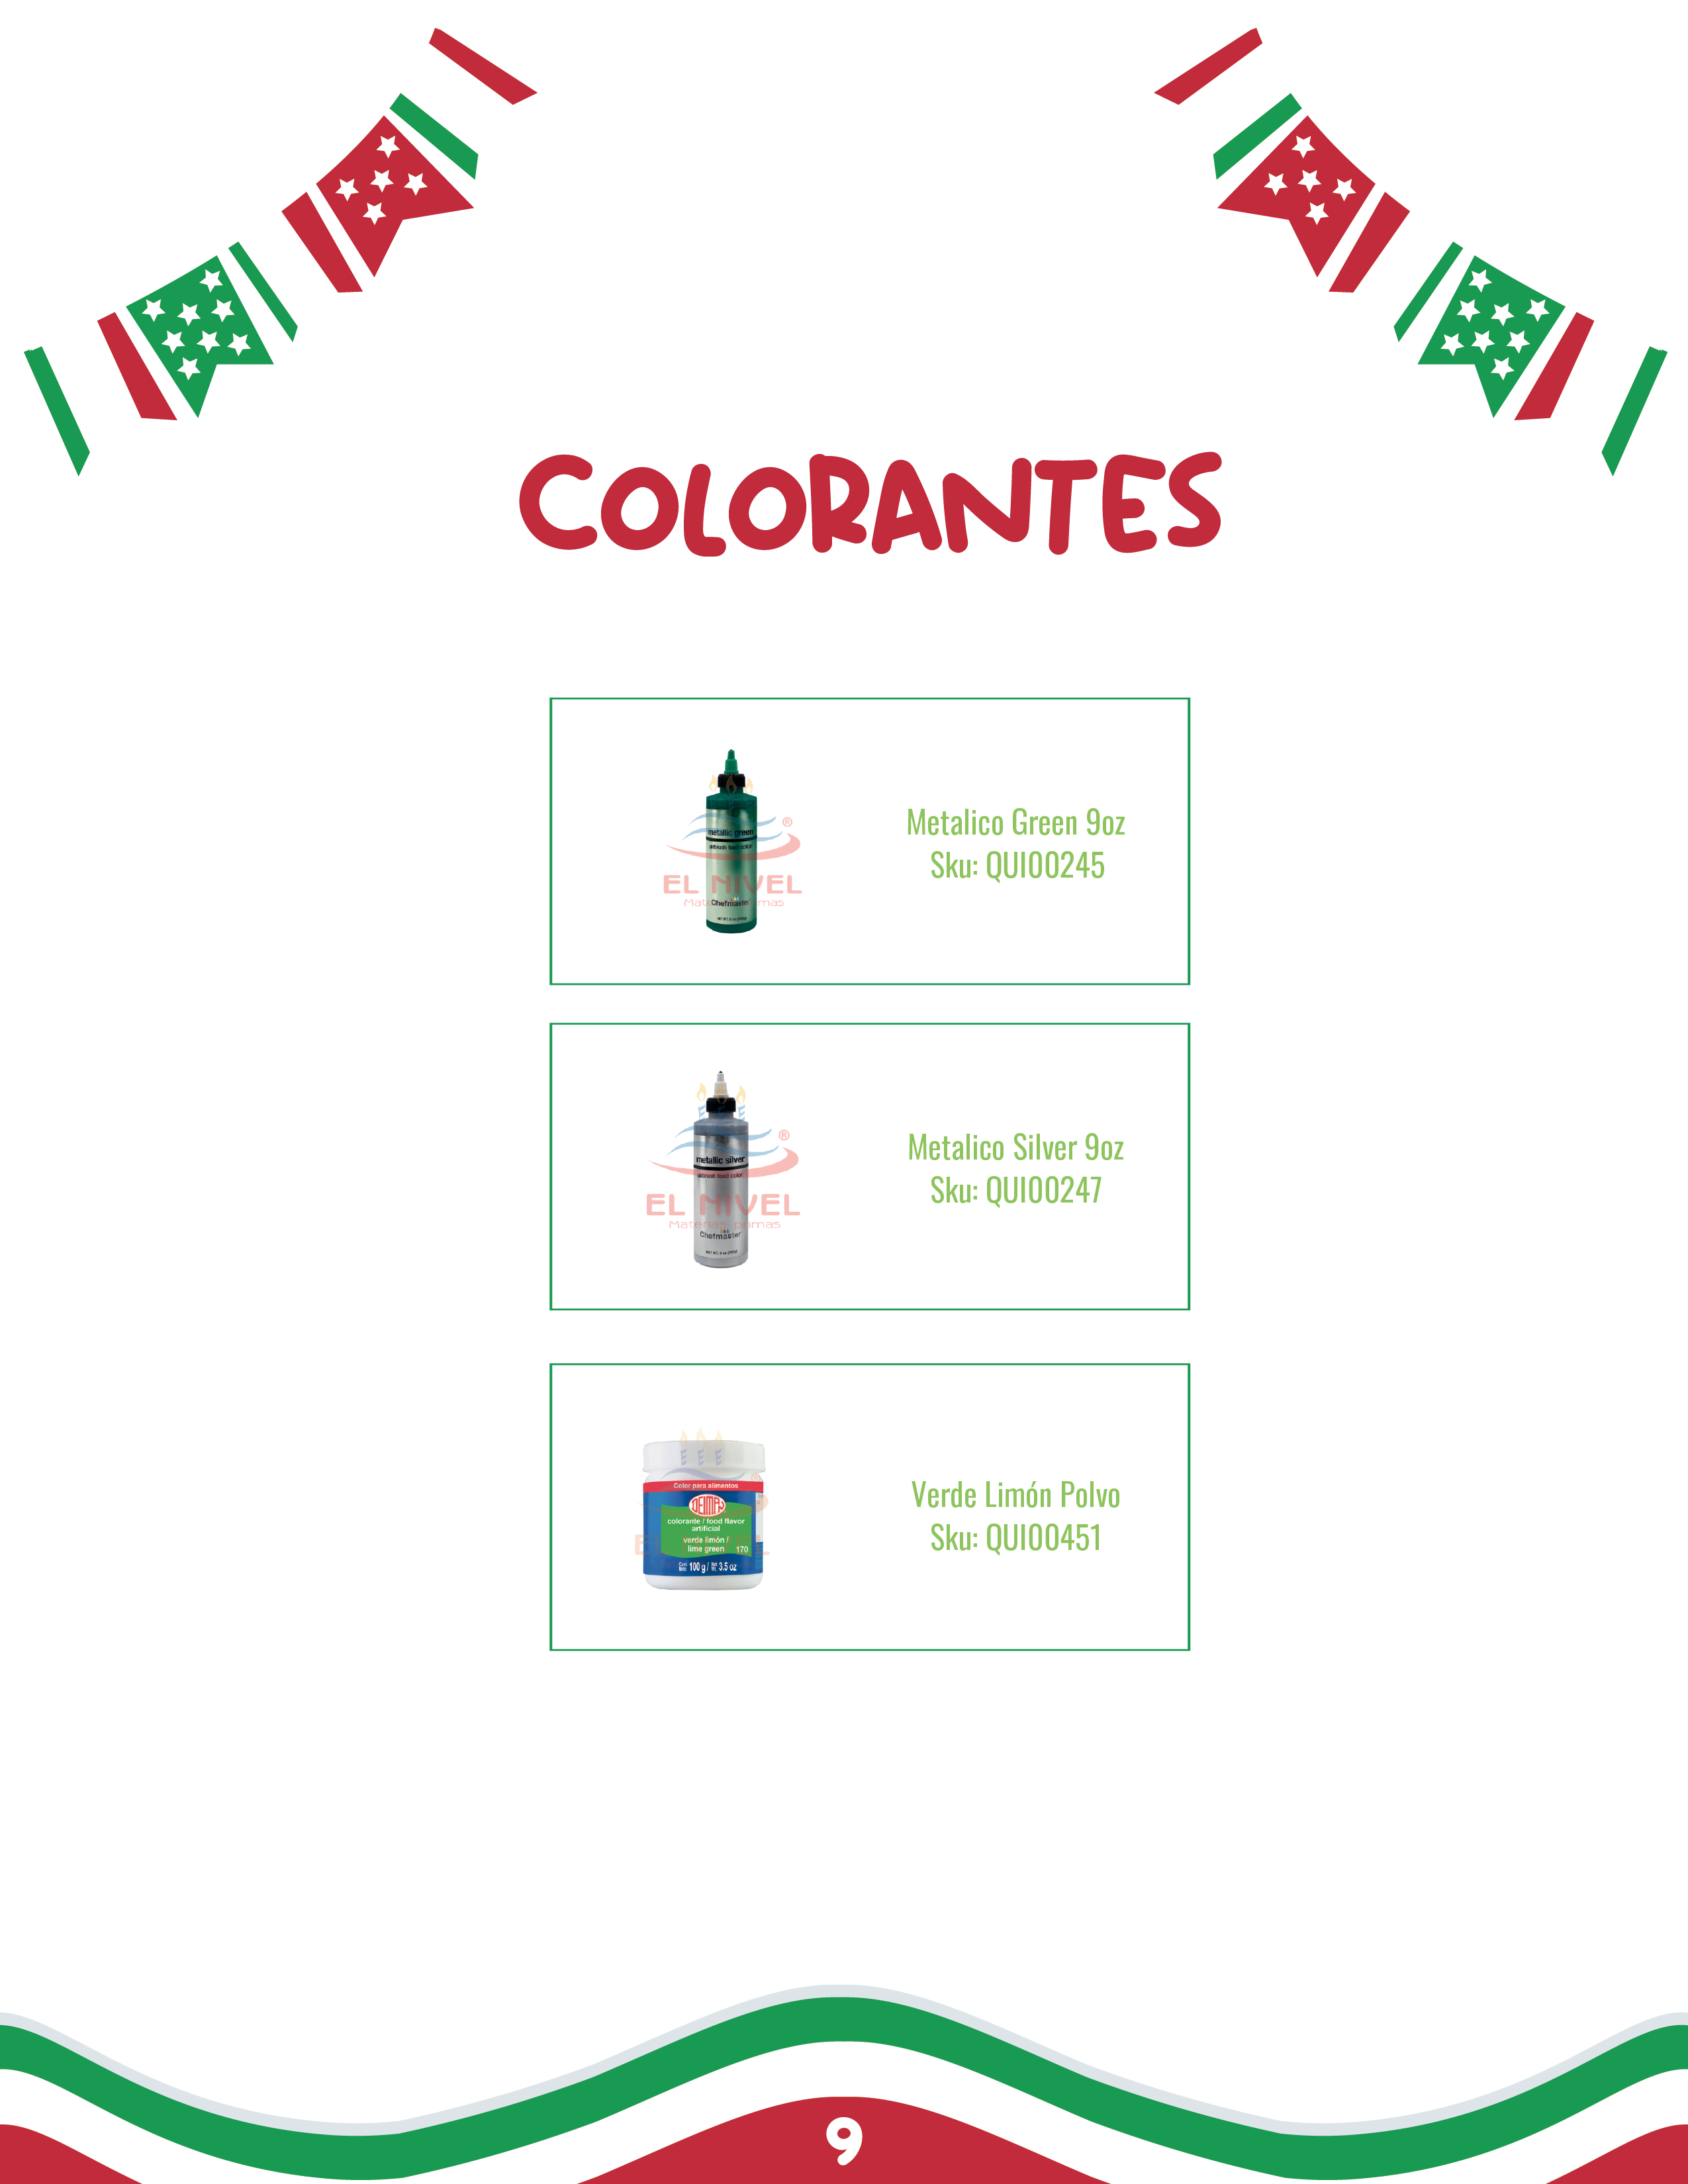 COLORANTES
metallic green
airbrush food color
®
EL NIVEL
Chefmaster
Metalico Green 9oz
Sku: QUI00245
metallic silver
airbrush food color
®
EL NIVEL
Materias primas
Chefmaster
Metalico Silver 9oz
Sku: QUI00247
Color para alimentos
DEIMAN
colorante / food flavor
artificial
verde limón /
lime green 170
100 g / 3.5 oz
Verde Limón Polvo
Sku: QUI00451
9